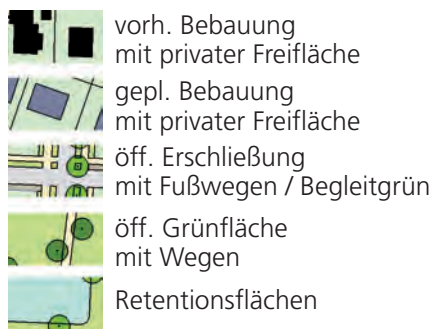 vorh. Bebauung
mit privater Freifläche
gepl. Bebauung
mit privater Freifläche
öff. Erschließung
mit Fußwegen / Begleitgrün
öff. Grünfläche
mit Wegen
Retentionsflächen